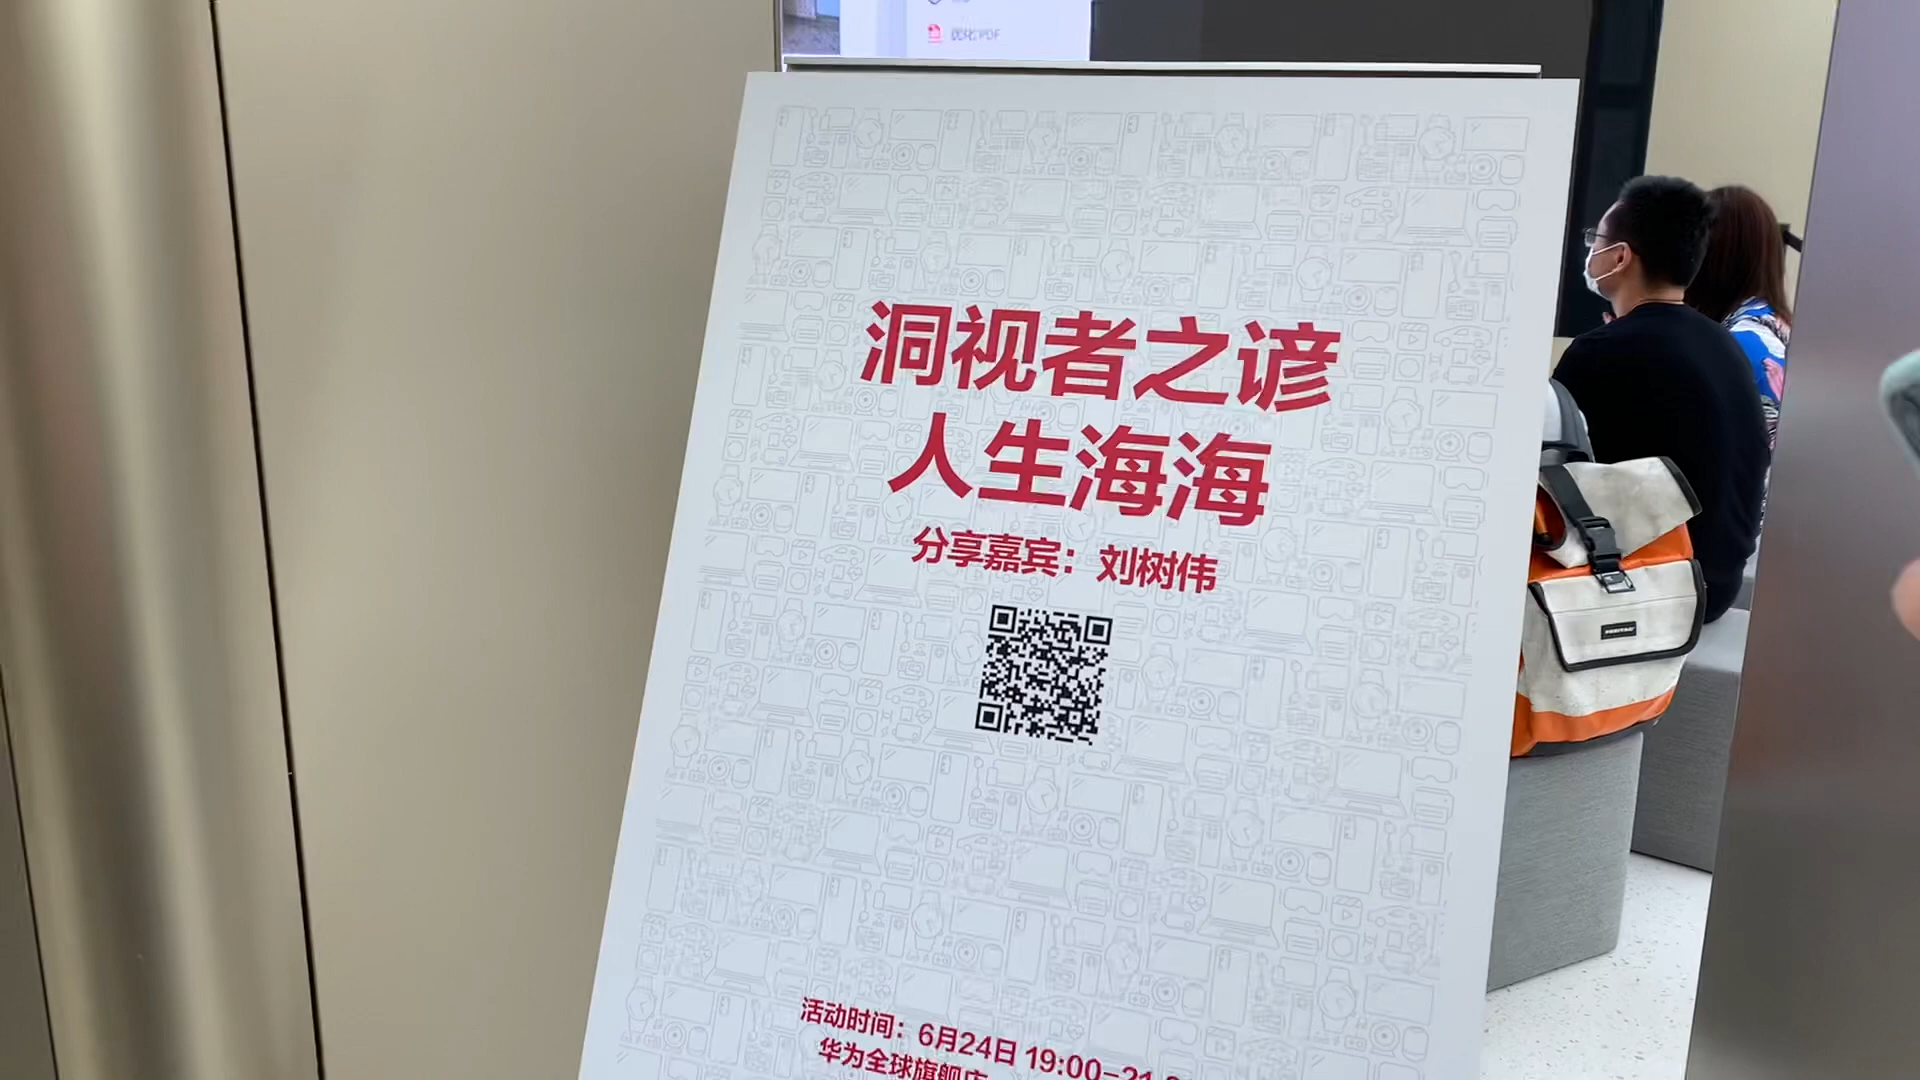 优化PDF
洞视者之谚
人生海海
分享嘉宾：刘树伟
活动时间：6月24日 19:00-21
华为全球旗舰店